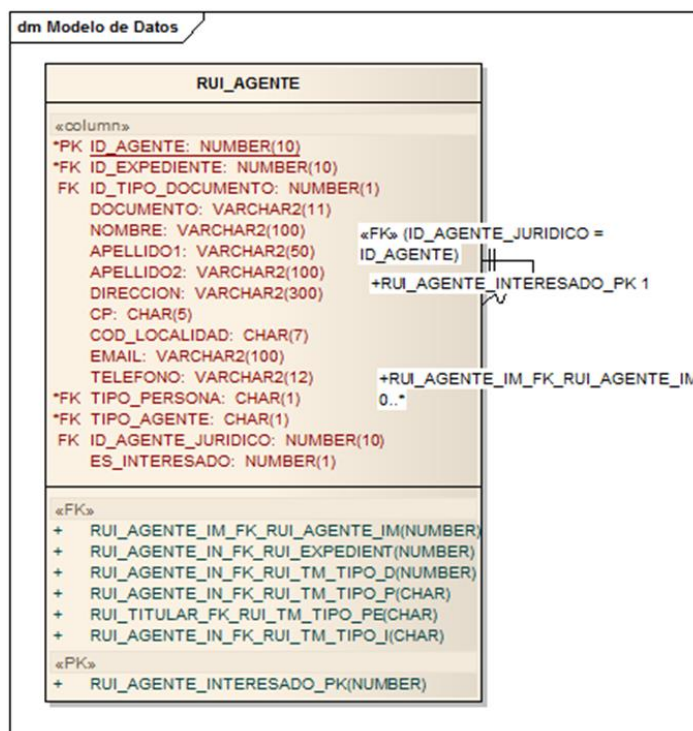 dm Modelo de Datos
RUI_AGENTE
«column»
*PK ID_AGENTE: NUMBER(10)
*FK ID_EXPEDIENTE: NUMBER(10)
FK ID_TIPO_DOCUMENTO: NUMBER(1)
DOCUMENTO: VARCHAR2(11)
NOMBRE: VARCHAR2(100)
APELLIDO1: VARCHAR2(50)
APELLIDO2: VARCHAR2(100)
DIRECCION: VARCHAR2(300)
CP: CHAR(5)
COD_LOCALIDAD: CHAR(7)
EMAIL: VARCHAR2(100)
TELEFONO: VARCHAR2(12)
*FK TIPO_PERSONA: CHAR(1)
*FK TIPO_AGENTE: CHAR(1)
FK ID_AGENTE_JURIDICO: NUMBER(10)
ES_INTERESADO: NUMBER(1)
«FK»
+ RUI_AGENTE_IM_FK_RUI_AGENTE_IM(NUMBER)
+ RUI_AGENTE_IN_FK_RUI_EXPEDIENT(NUMBER)
+ RUI_AGENTE_IN_FK_RUI_TM_TIPO_D(NUMBER)
+ RUI_AGENTE_IN_FK_RUI_TM_TIPO_P(CHAR)
+ RUI_TITULAR_FK_RUI_TM_TIPO_PE(CHAR)
+ RUI_AGENTE_IN_FK_RUI_TM_TIPO_I(CHAR)
«PK»
+ RUI_AGENTE_INTERESADO_PK(NUMBER)
«FK» (ID_AGENTE_JURIDICO =
ID_AGENTE)
+RUI_AGENTE_INTERESADO_PK 1
+RUI_AGENTE_IM_FK_RUI_AGENTE_IM
0..*